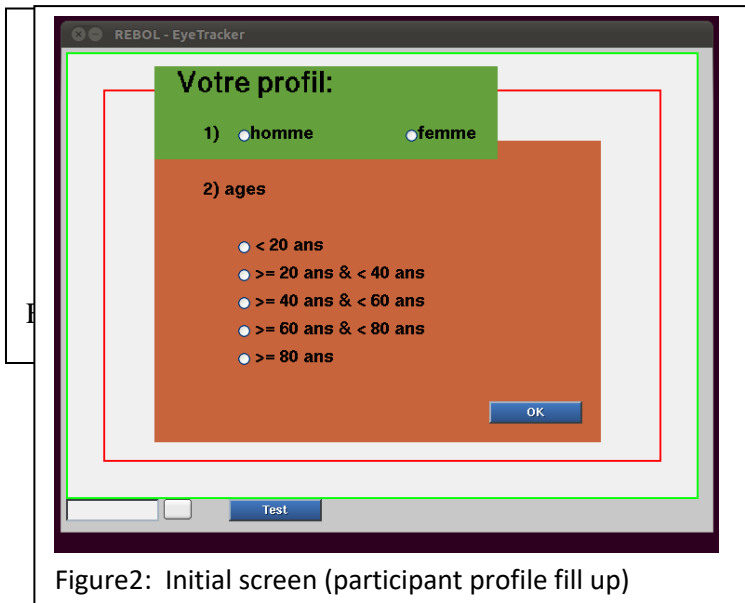 REBOL - EyeTracker
Votre profil:
1) homme femme
2) ages
< 20 ans
>= 20 ans & < 40 ans
>= 40 ans & < 60 ans
>= 60 ans & < 80 ans
>= 80 ans
OK
Test
Figure2: Initial screen (participant profile fill up)